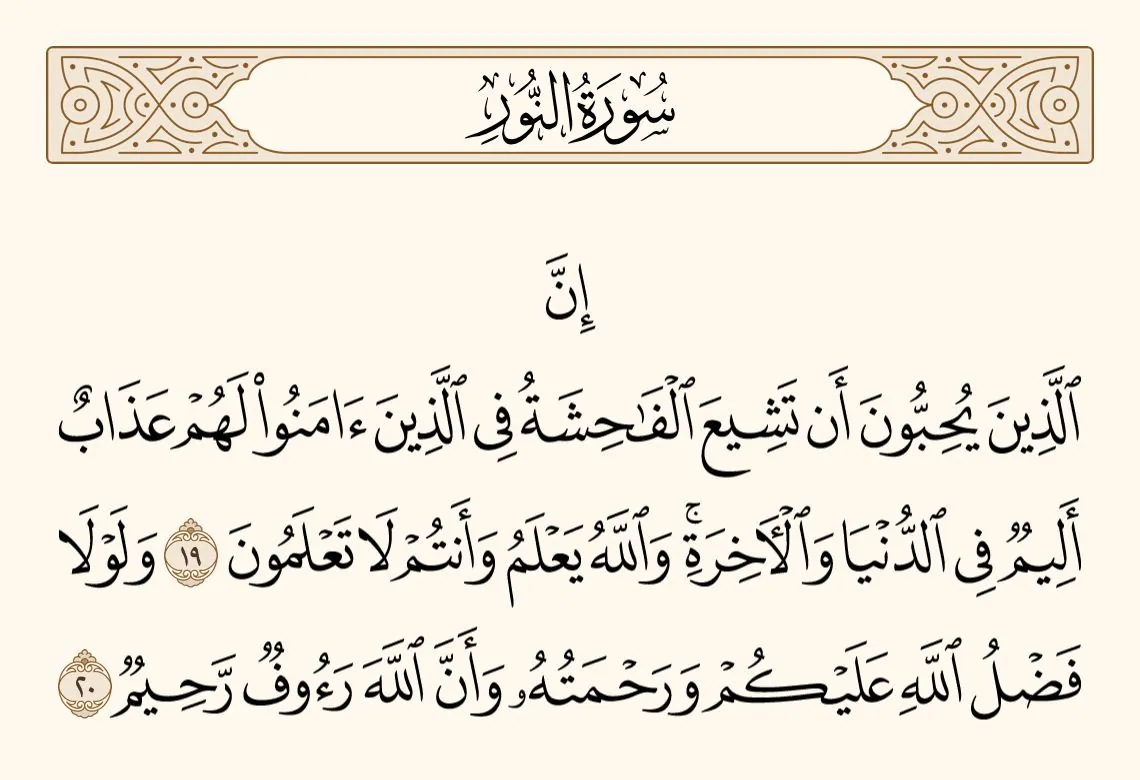 سُورَةُ النُّورِ
إِنَّ
ٱلَّذِينَ يُحِبُّونَ أَن تَشِيعَ ٱلْفَٰحِشَةُ فِى ٱلَّذِينَ ءَامَنُوا۟ لَهُمْ عَذَابٌ
أَلِيمٌ فِى ٱلدُّنْيَا وَٱلْـَٔاخِرَةِ ۚ وَٱللَّهُ يَعْلَمُ وَأَنتُمْ لَا تَعْلَمُونَ ١٩ وَلَوْلَا
فَضْلُ ٱللَّهِ عَلَيْكُمْ وَرَحْمَتُهُۥ وَأَنَّ ٱللَّهَ رَءُوفٌ رَّحِيمٌ ٢٠